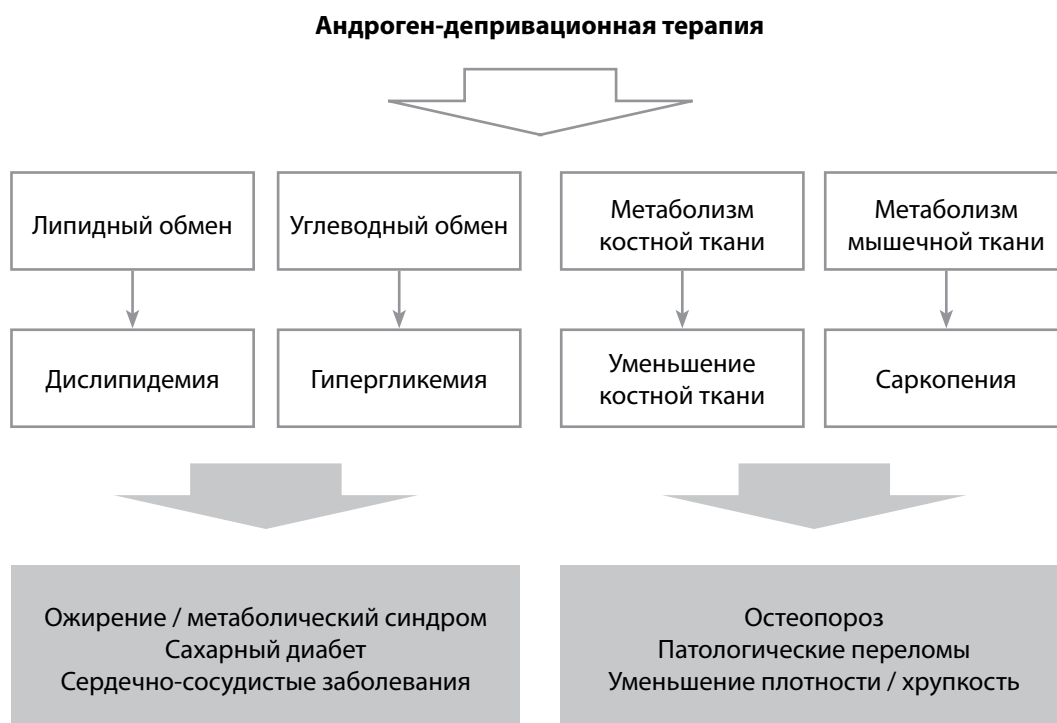 Андроген-депривационная терапия
Липидный обмен
Углеводный обмен
Метаболизм
костной ткани
Метаболизм
мышечной ткани
Дислипидемия
Гипергликемия
Уменьшение
костной ткани
Саркопения
Ожирение / метаболический синдром
Сахарный диабет
Сердечно-сосудистые заболевания
Остеопороз
Патологические переломы
Уменьшение плотности / хрупкость